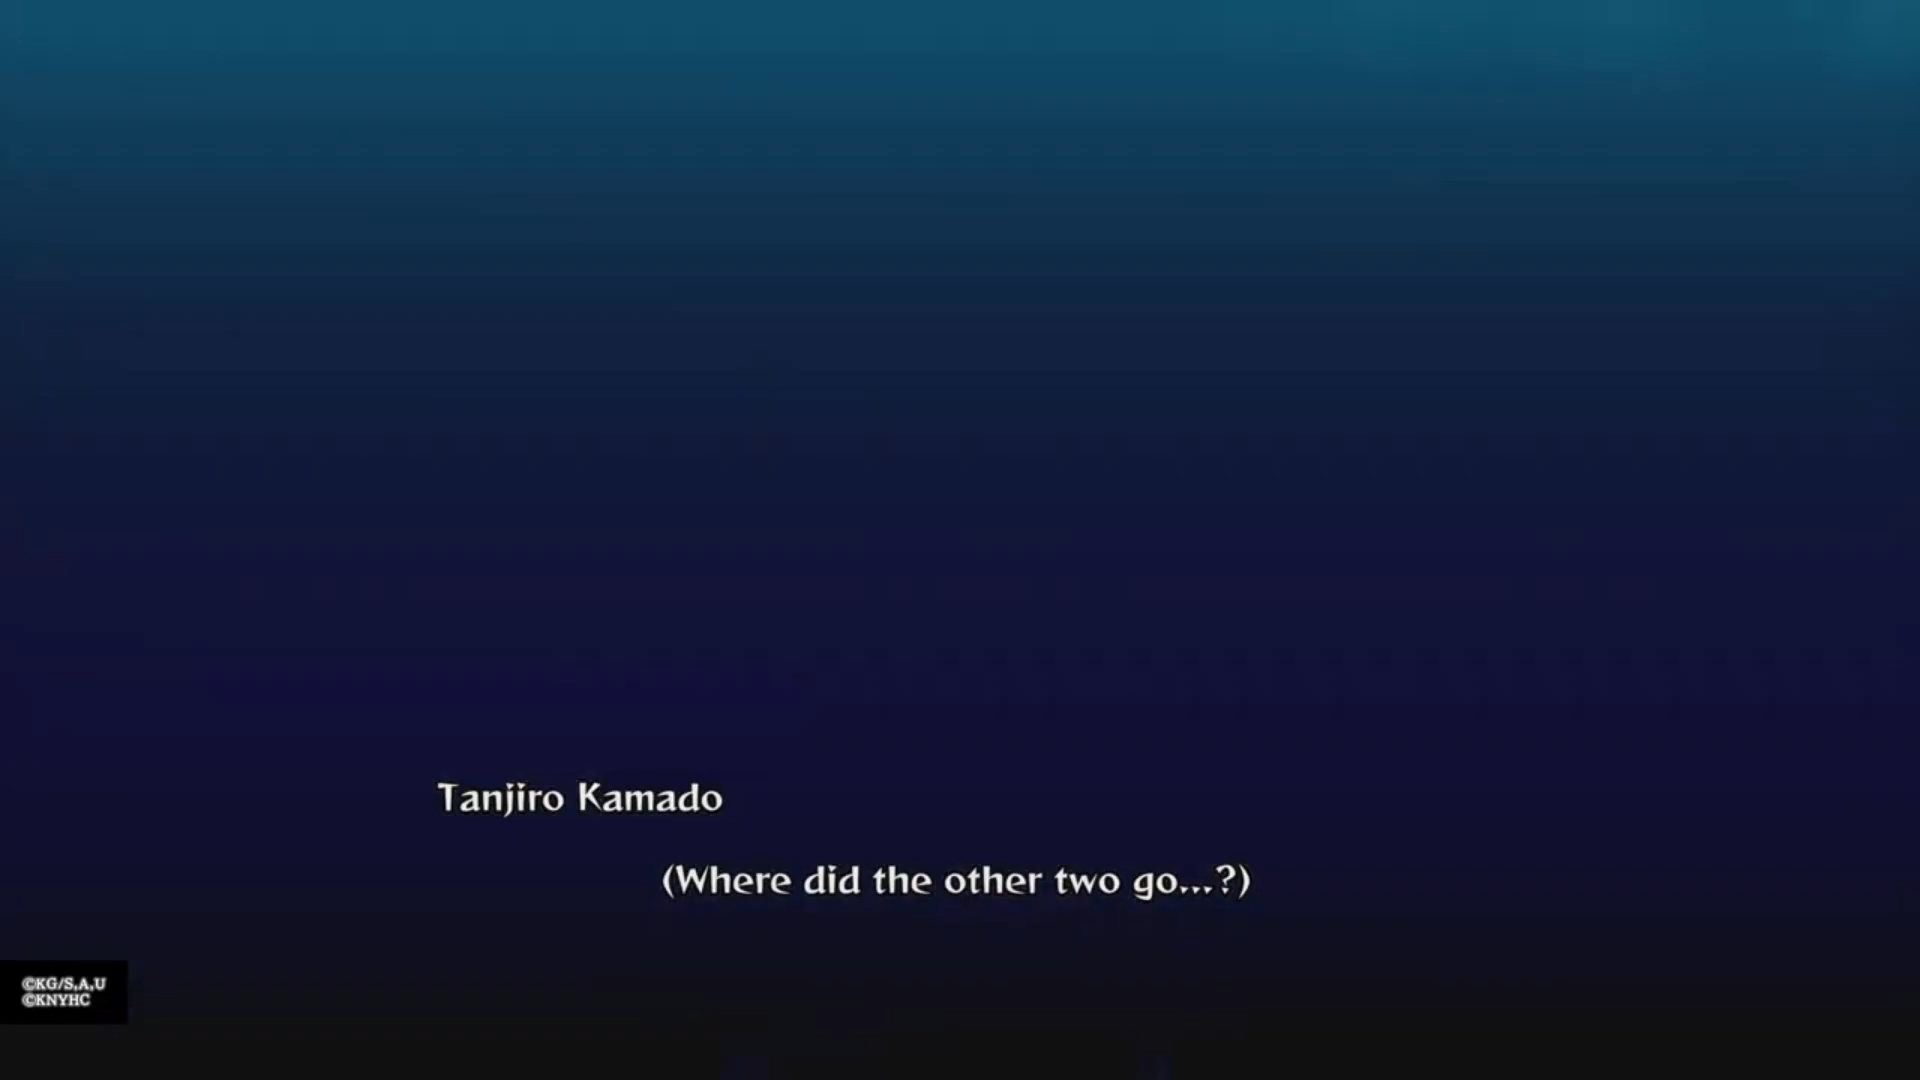 Tanjiro Kamado
(Where did the other two go...?)
©KG/S,A,U
©KNYHC